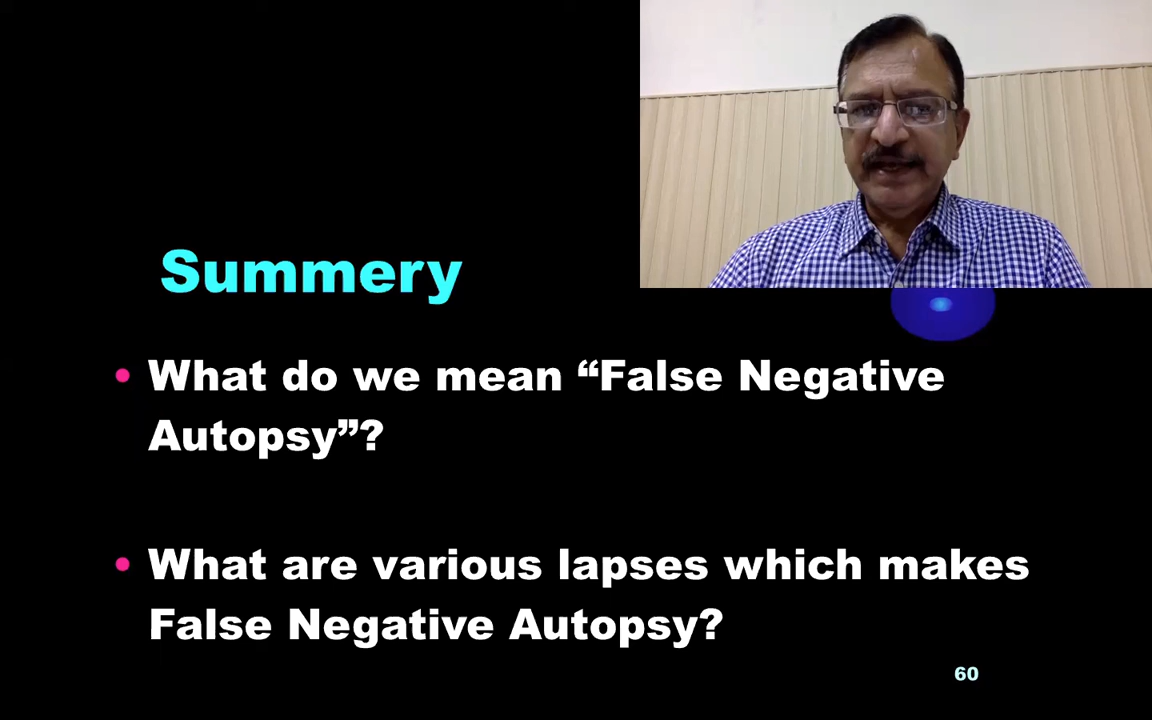 Summery
• What do we mean “False Negative
Autopsy”?
• What are various lapses which makes
False Negative Autopsy?
60